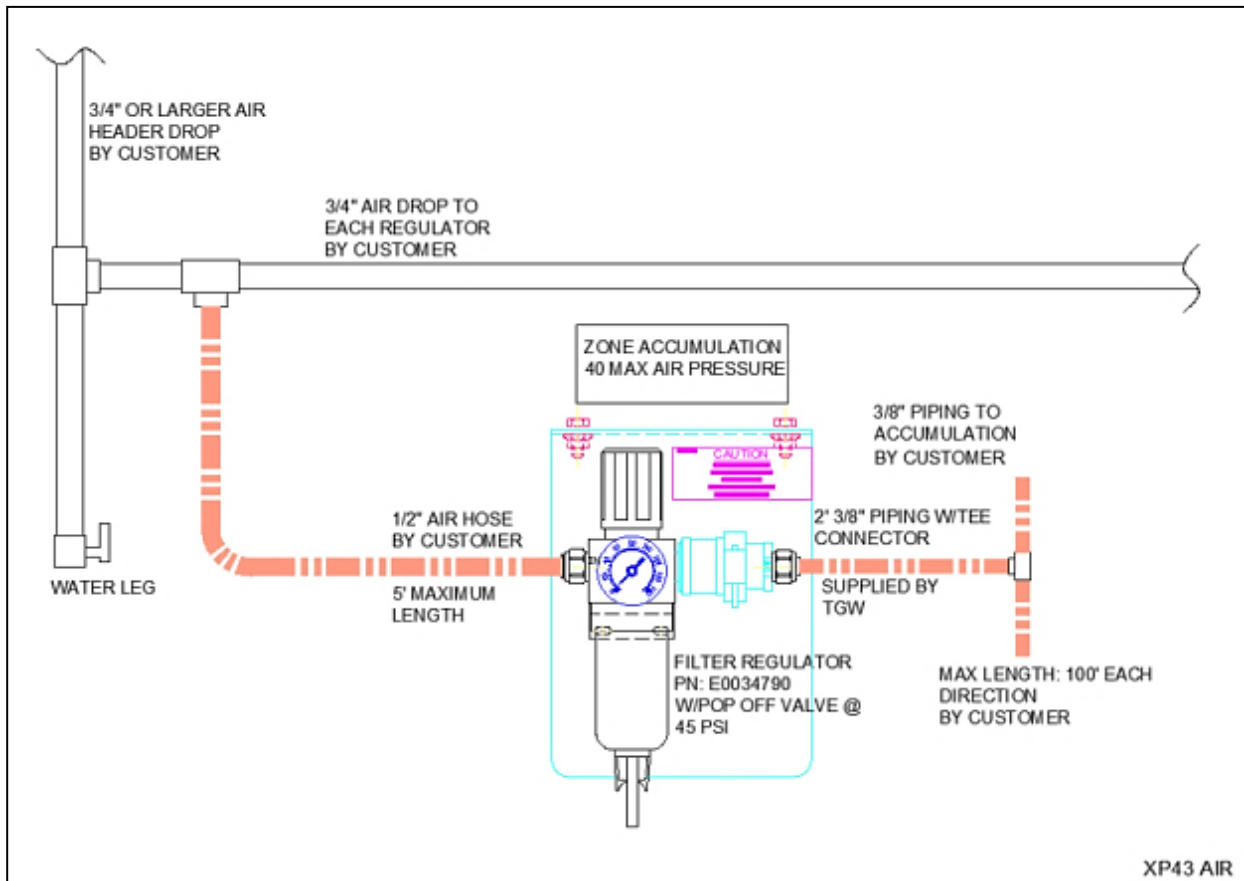 3/4" OR LARGER AIR
HEADER DROP
BY CUSTOMER
3/4" AIR DROP TO
EACH REGULATOR
BY CUSTOMER
ZONE ACCUMULATION
40 MAX AIR PRESSURE
3/8" PIPING TO
ACCUMULATION
BY CUSTOMER
CAUTION
1/2" AIR HOSE
BY CUSTOMER
5' MAXIMUM
LENGTH
2' 3/8" PIPING W/TEE
CONNECTOR
SUPPLIED BY
TGW
WATER LEG
FILTER REGULATOR
PN: E0034790
W/POP OFF VALVE @
45 PSI
MAX LENGTH: 100' EACH
DIRECTION
BY CUSTOMER
XP43 AIR